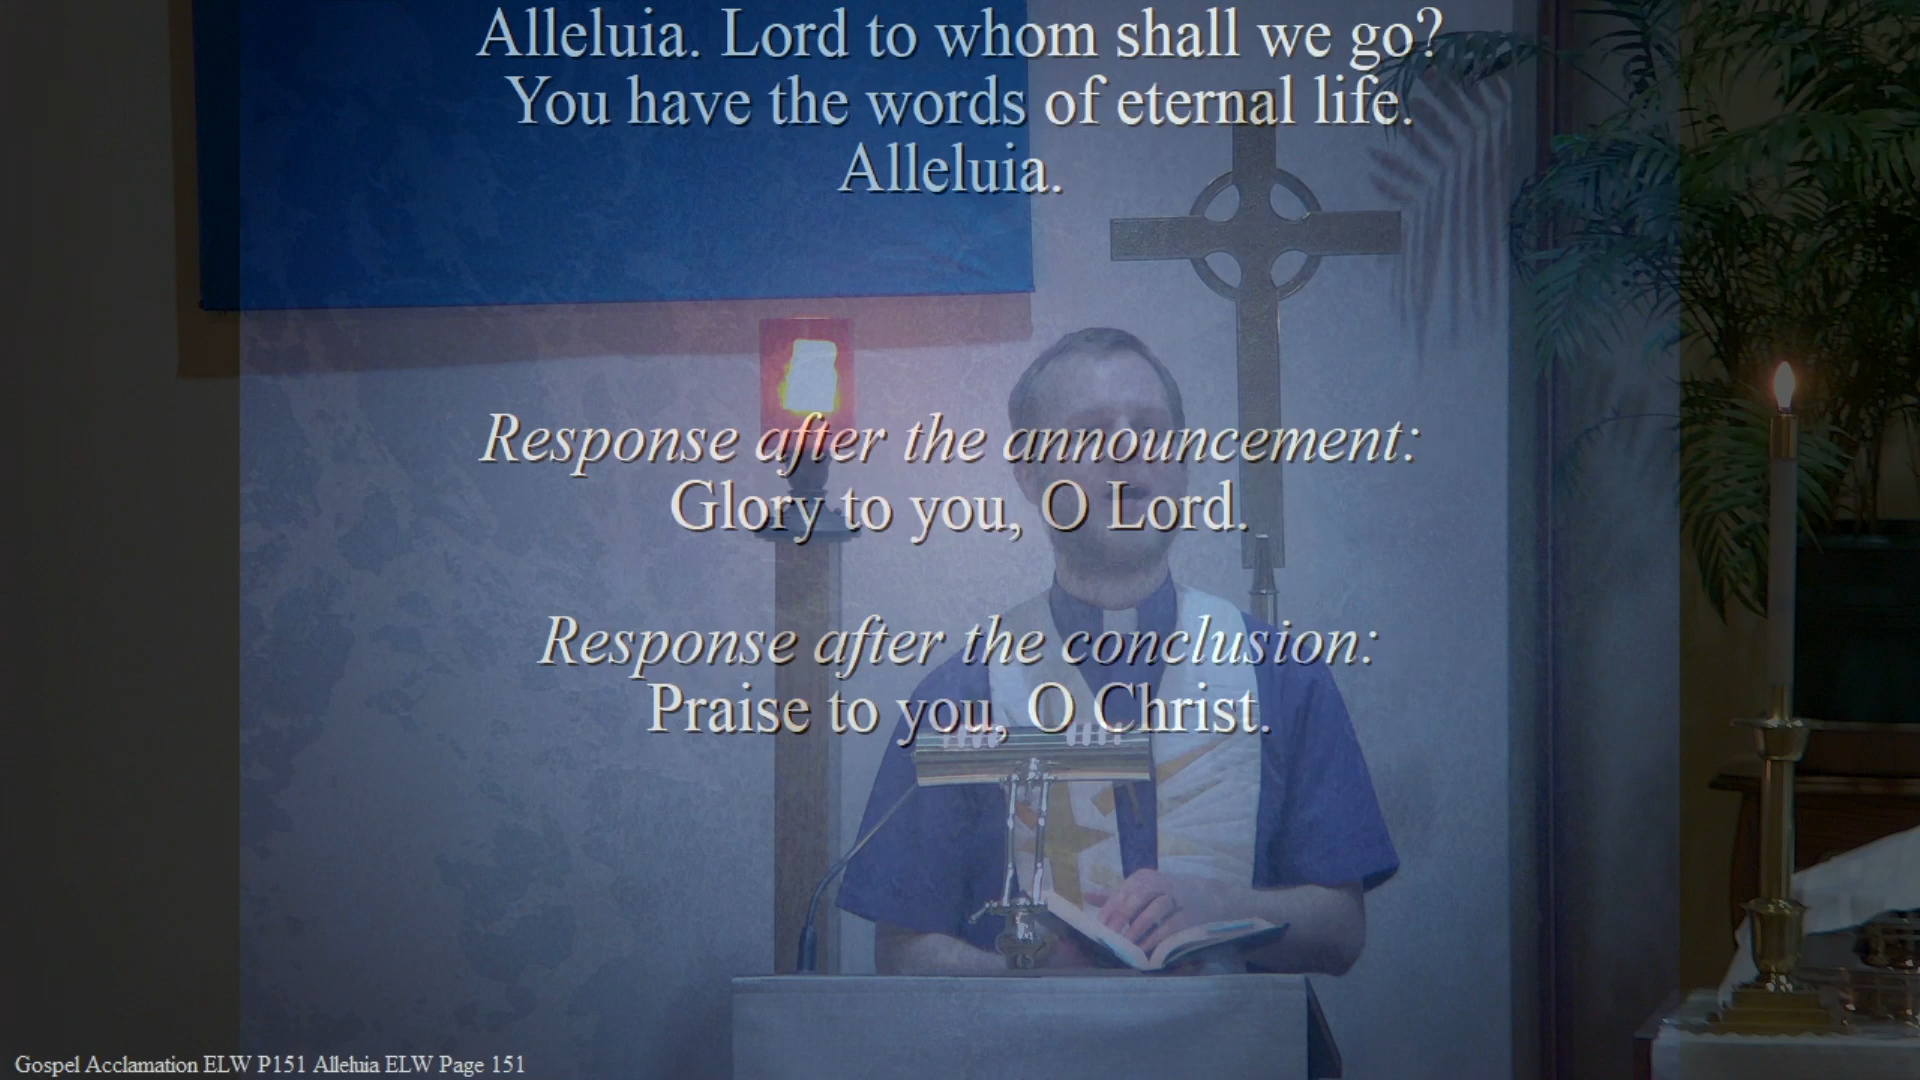 Alleluia. Lord to whom shall we go?
You have the words of eternal life.
Alleluia.
Response after the announcement:
Glory to you, O Lord.
Response after the conclusion:
Praise to you, O Christ.
Gospel Acclamation ELW P151 Alleluia ELW Page 151